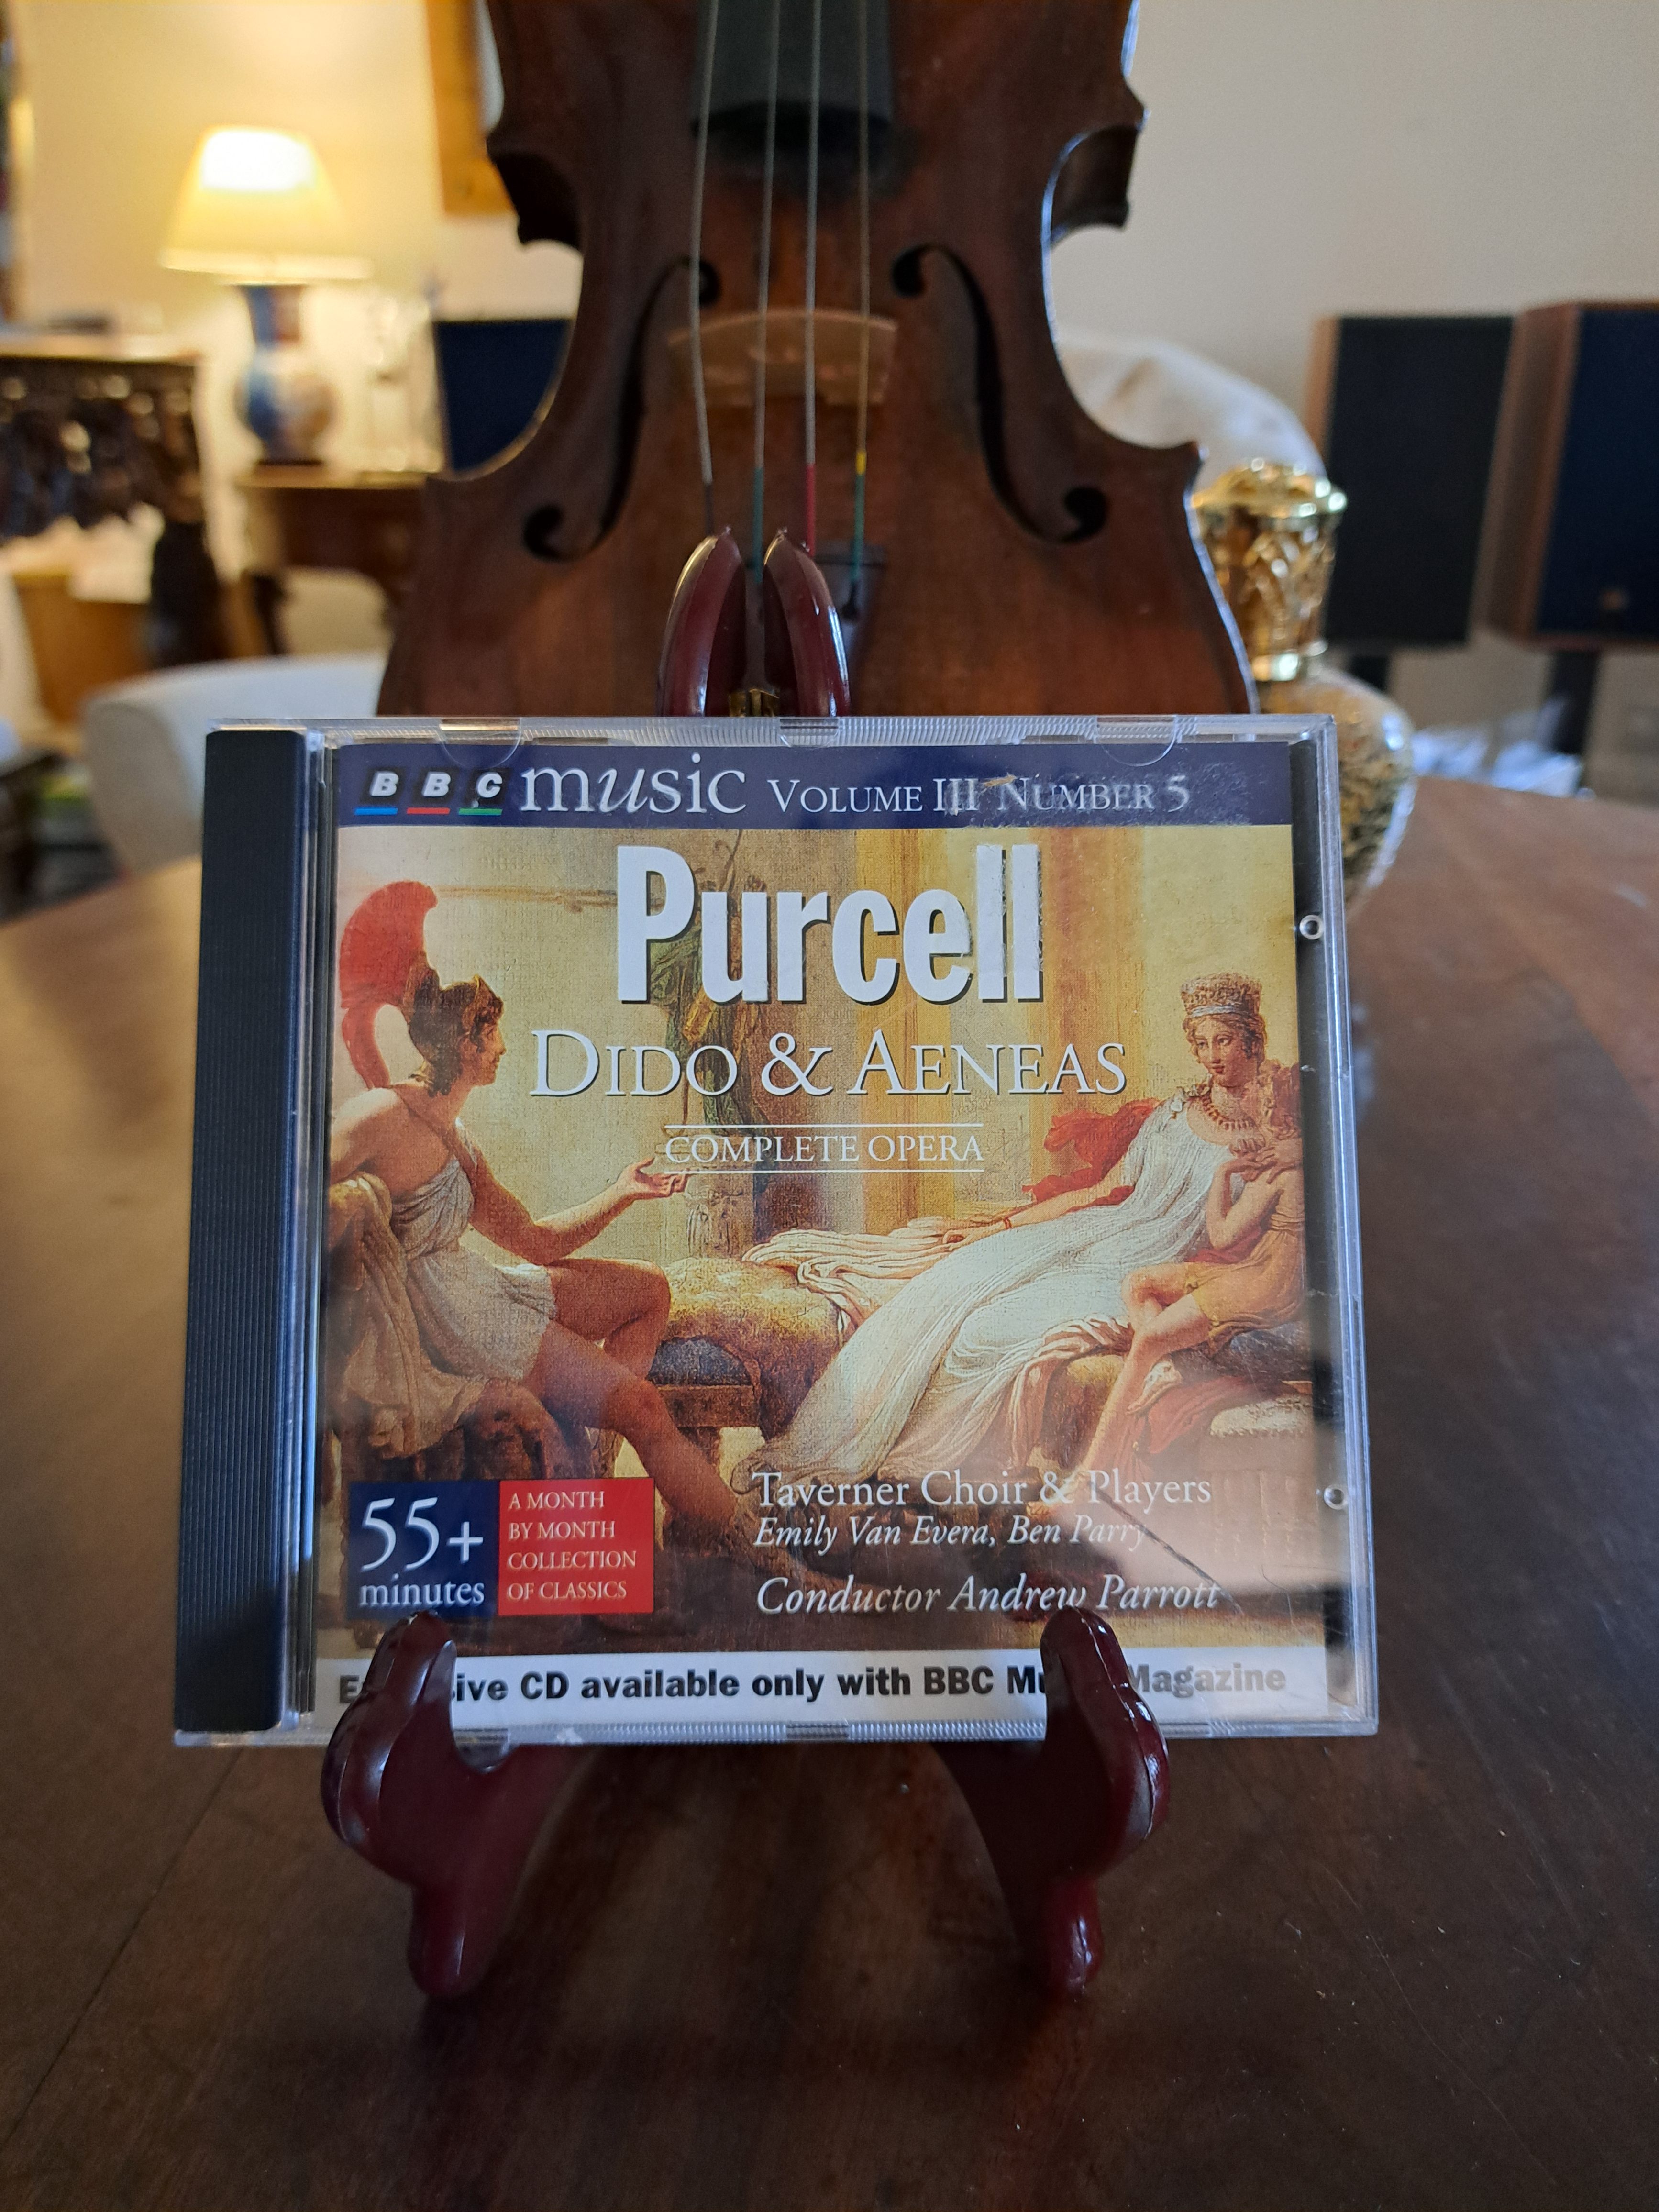 BBC music VOLUME III NUMBER 5
Purcell
DIDO & AENEAS
COMPLETE OPERA
55+
minutes
A MONTH
BY MONTH
COLLECTION
OF CLASSICS
Taverner Choir & Players
Emily Van Evera, Ben Parry
Conductor Andrew Parrott
CD available only with BBC Magazine